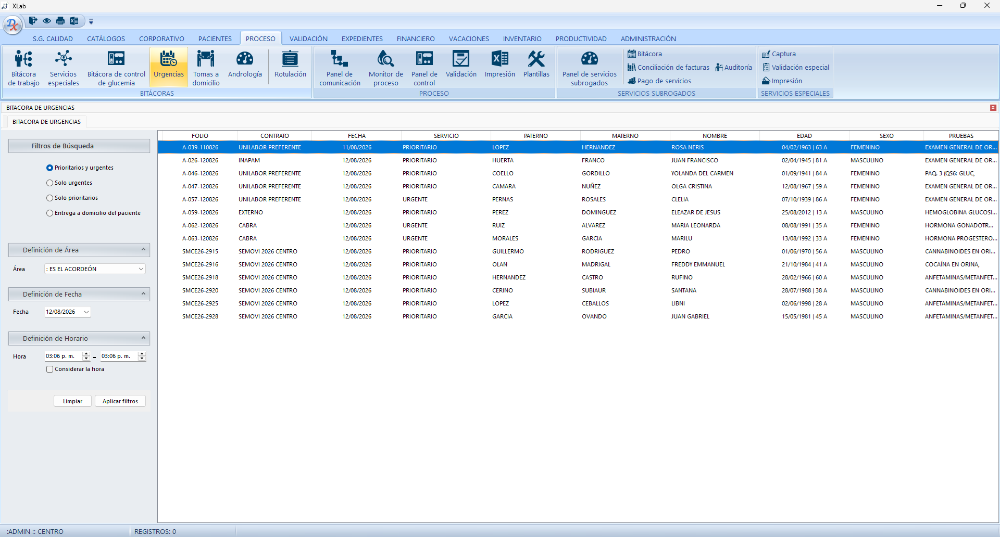 XLab
S.G. CALIDAD CATÁLOGOS CORPORATIVO PACIENTES PROCESO VALIDACIÓN EXPEDIENTES FINANCIERO VACACIONES INVENTARIO PRODUCTIVIDAD ADMINISTRACIÓN
Bitácora de trabajo
Servicios especiales
Bitácora de control de glucemia
Urgencias
Tomas a domicilio
Andrología
Rotulación
BITÁCORAS
Panel de comunicación
Monitor de proceso
Panel de control
Validación
Impresión
Plantillas
PROCESO
Panel de servicios subrogados
Bitácora
Conciliación de facturas
Auditoría
Pago de servicios
SERVICIOS SUBROGADOS
Captura
Validación especial
Impresión
SERVICIOS ESPECIALES
BITACORA DE URGENCIAS
BITACORA DE URGENCIAS
Filtros de Búsqueda
Prioritarios y urgentes
Solo urgentes
Solo prioritarios
Entrega a domicilio del paciente
Definición de Área
Área : ES EL ACORDEÓN
Definición de Fecha
Fecha 12/08/2026
Definición de Horario
Hora 03:06 p. m. - 03:06 p. m.
Considerar la hora
Limpiar Aplicar filtros
FOLIO CONTRATO FECHA SERVICIO PATERNO MATERNO NOMBRE EDAD SEXO PRUEBAS
A-039-110826 UNILABOR PREFERENTE 11/08/2026 PRIORITARIO LOPEZ HERNANDEZ ROSA NERIS 04/02/1963 | 63 A FEMENINO EXAMEN GENERAL DE OR...
A-026-120826 INAPAM 12/08/2026 PRIORITARIO HUERTA FRANCO JUAN FRANCISCO 02/04/1945 | 81 A MASCULINO EXAMEN GENERAL DE OR...
A-046-120826 UNILABOR PREFERENTE 12/08/2026 PRIORITARIO COELLO GORDILLO YOLANDA DEL CARMEN 01/09/1941 | 84 A FEMENINO PAQ. 3 (QS6: GLUC,
A-047-120826 UNILABOR PREFERENTE 12/08/2026 PRIORITARIO CAMARA NUÑEZ OLGA CRISTINA 12/08/1967 | 59 A FEMENINO EXAMEN GENERAL DE OR...
A-057-120826 UNILABOR PREFERENTE 12/08/2026 URGENTE PERNAS ROSALES CLELIA 07/10/1939 | 86 A FEMENINO EXAMEN GENERAL DE OR...
A-059-120826 EXTERNO 12/08/2026 PRIORITARIO PEREZ DOMINGUEZ ELEAZAR DE JESUS 25/08/2012 | 13 A MASCULINO HEMOGLOBINA GLUCOSI...
A-062-120826 CABRA 12/08/2026 URGENTE RUIZ ALVAREZ MARIA LEONARDA 08/08/1991 | 35 A FEMENINO HORMONA GONADOTR...
A-063-120826 CABRA 12/08/2026 URGENTE MORALES GARCIA MARILU 13/08/1992 | 33 A FEMENINO HORMONA PROGESTERO...
SMCE26-2915 SEMOVI 2026 CENTRO 12/08/2026 PRIORITARIO GUILLERMO RODRIGUEZ PEDRO 01/06/1970 | 56 A MASCULINO CANNABINOIDES EN ORI...
SMCE26-2916 SEMOVI 2026 CENTRO 12/08/2026 PRIORITARIO OLAN MADRIGAL FREDDY EMMANUEL 21/10/1984 | 41 A MASCULINO COCAÍNA EN ORINA,
SMCE26-2918 SEMOVI 2026 CENTRO 12/08/2026 PRIORITARIO HERNANDEZ CASTRO RUFINO 28/02/1966 | 60 A MASCULINO ANFETAMINAS/METANFET...
SMCE26-2920 SEMOVI 2026 CENTRO 12/08/2026 PRIORITARIO CERINO SUBIAUR SANTANA 28/07/1988 | 38 A MASCULINO CANNABINOIDES EN ORI...
SMCE26-2925 SEMOVI 2026 CENTRO 12/08/2026 PRIORITARIO LOPEZ CEBALLOS LIBNI 02/06/1998 | 28 A MASCULINO ANFETAMINAS/METANFET...
SMCE26-2928 SEMOVI 2026 CENTRO 12/08/2026 PRIORITARIO GARCIA OVANDO JUAN GABRIEL 15/05/1981 | 45 A MASCULINO ANFETAMINAS/METANFET...
:ADMIN :: CENTRO REGISTROS: 0